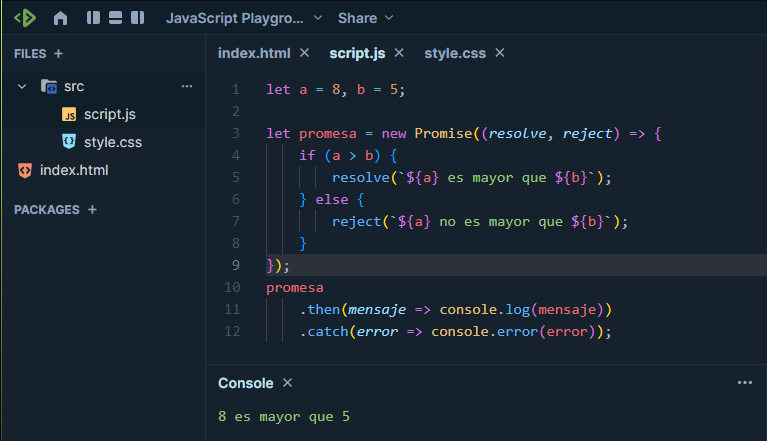 JavaScript Playgro... Share
FILES +
src ...
JS script.js
style.css
index.html
PACKAGES +
index.html × script.js × style.css ×
1 let a = 8, b = 5;
2
3 let promesa = new Promise((resolve, reject) => {
4     if (a > b) {
5         resolve(`${a} es mayor que ${b}`);
6     } else {
7         reject(`${a} no es mayor que ${b}`);
8     }
9 });
10 promesa
11     .then(mensaje => console.log(mensaje))
12     .catch(error => console.error(error));
Console × ...
8 es mayor que 5